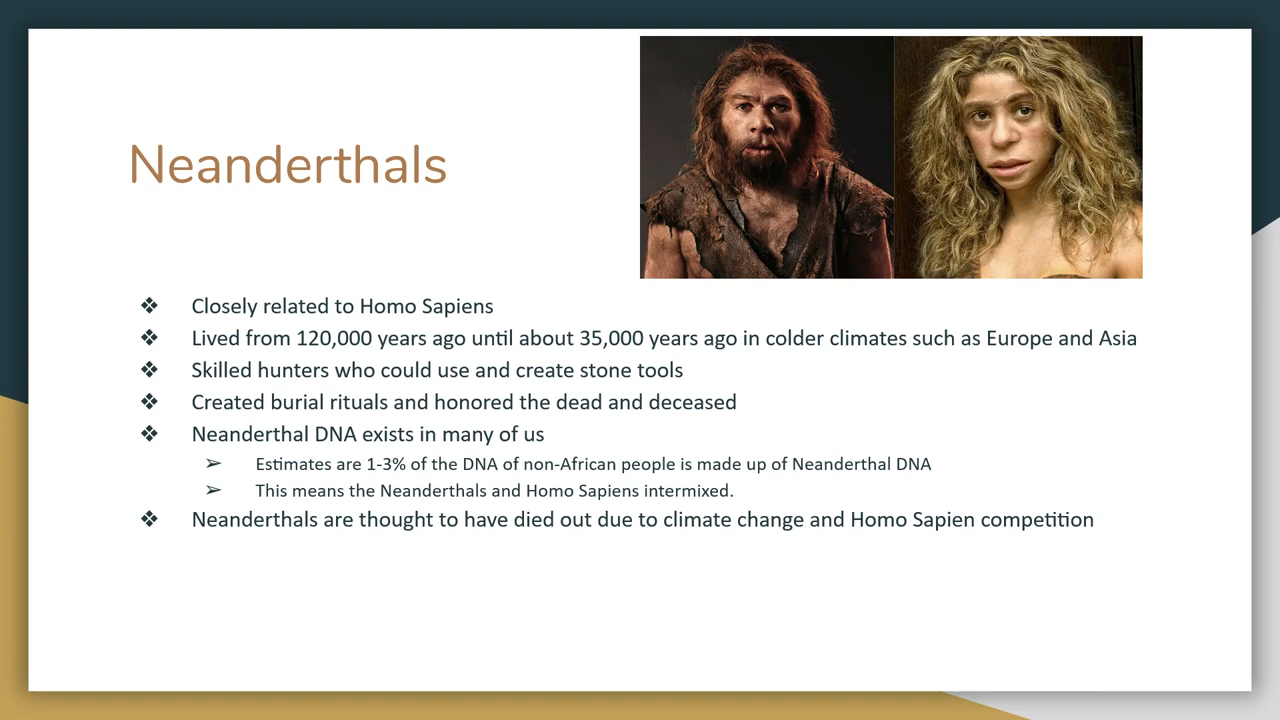 Neanderthals
❖ Closely related to Homo Sapiens
❖ Lived from 120,000 years ago until about 35,000 years ago in colder climates such as Europe and Asia
❖ Skilled hunters who could use and create stone tools
❖ Created burial rituals and honored the dead and deceased
❖ Neanderthal DNA exists in many of us
➢ Estimates are 1-3% of the DNA of non-African people is made up of Neanderthal DNA
➢ This means the Neanderthals and Homo Sapiens intermixed.
❖ Neanderthals are thought to have died out due to climate change and Homo Sapien competition